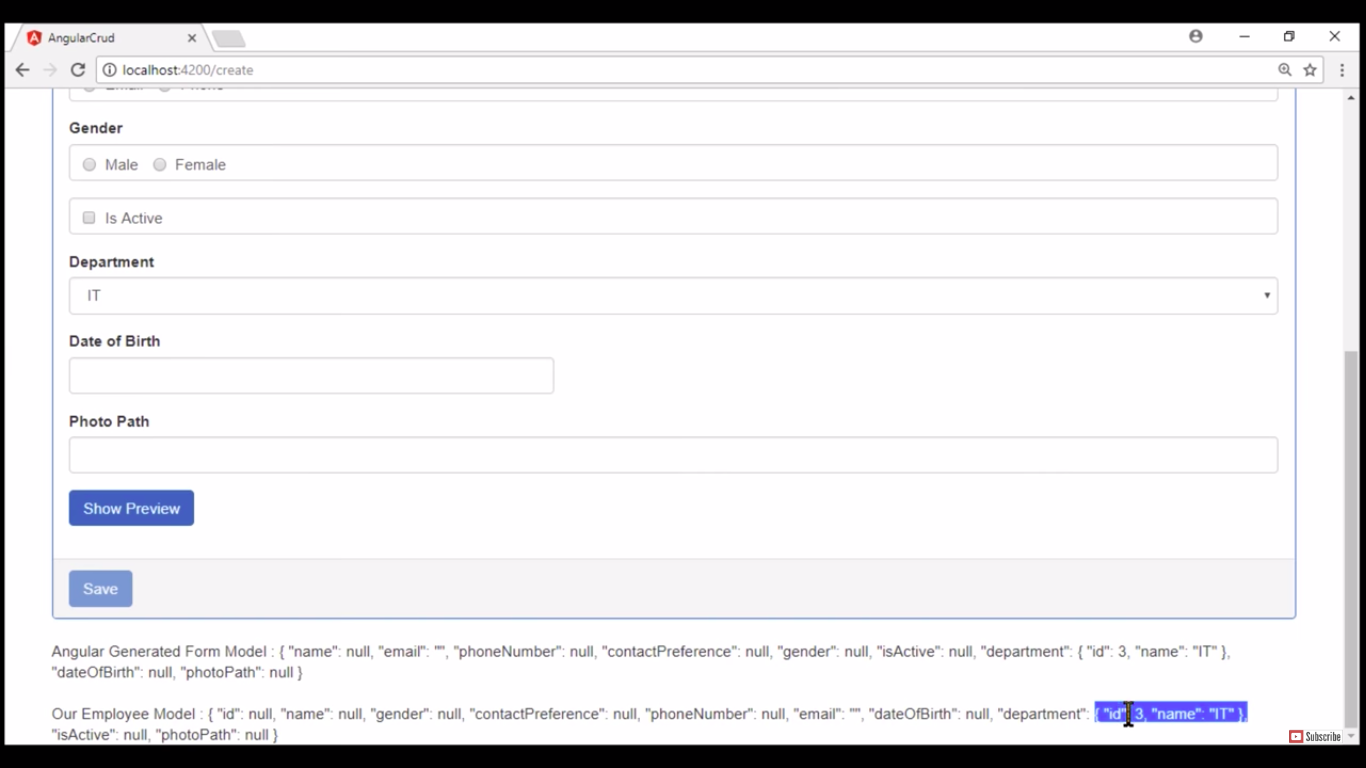 AngularCrud
localhost:4200/create
Email Phone
Gender
Male Female
Is Active
Department
IT
Date of Birth
Photo Path
Show Preview
Save
Angular Generated Form Model : { "name": null, "email": "", "phoneNumber": null, "contactPreference": null, "gender": null, "isActive": null, "department": { "id": 3, "name": "IT" },
"dateOfBirth": null, "photoPath": null }
Our Employee Model : { "id": null, "name": null, "gender": null, "contactPreference": null, "phoneNumber": null, "email": "", "dateOfBirth": null, "department": { "id": 3, "name": "IT" },
"isActive": null, "photoPath": null }
Subscribe